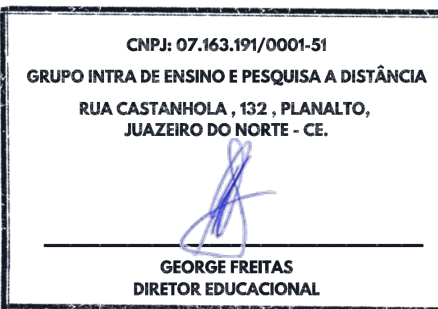 CNPJ: 07.163.191/0001-51
GRUPO INTRA DE ENSINO E PESQUISA A DISTÂNCIA
RUA CASTANHOLA , 132 , PLANALTO,
JUAZEIRO DO NORTE - CE.
GEORGE FREITAS
DIRETOR EDUCACIONAL